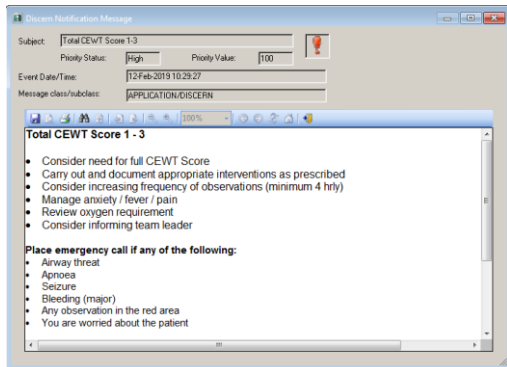 Discern Notification Message
Subject: Total CEWT Score 1-3
Priority Status: High Priority Value: 100
Event Date/Time: 12-Feb-2019 10:29:27
Message class/subclass: APPLICATION/DISCERN
100%
Total CEWT Score 1 - 3
• Consider need for full CEWT Score
• Carry out and document appropriate interventions as prescribed
• Consider increasing frequency of observations (minimum 4 hrly)
• Manage anxiety / fever / pain
• Review oxygen requirement
• Consider informing team leader
Place emergency call if any of the following:
• Airway threat
• Apnoea
• Seizure
• Bleeding (major)
• Any observation in the red area
• You are worried about the patient